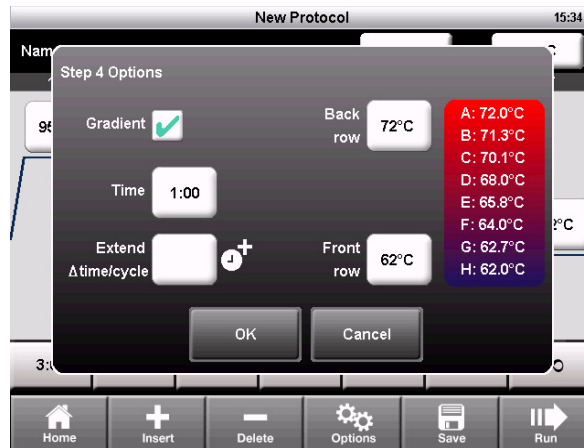 New Protocol 15:34
Name
Step 4 Options
Gradient
Back row
72°C
A: 72.0°C
B: 71.3°C
C: 70.1°C
D: 68.0°C
E: 65.8°C
F: 64.0°C
G: 62.7°C
H: 62.0°C
Time
1:00
Extend
Δtime/cycle
Front row
62°C
OK Cancel
Home Insert Delete Options Save Run